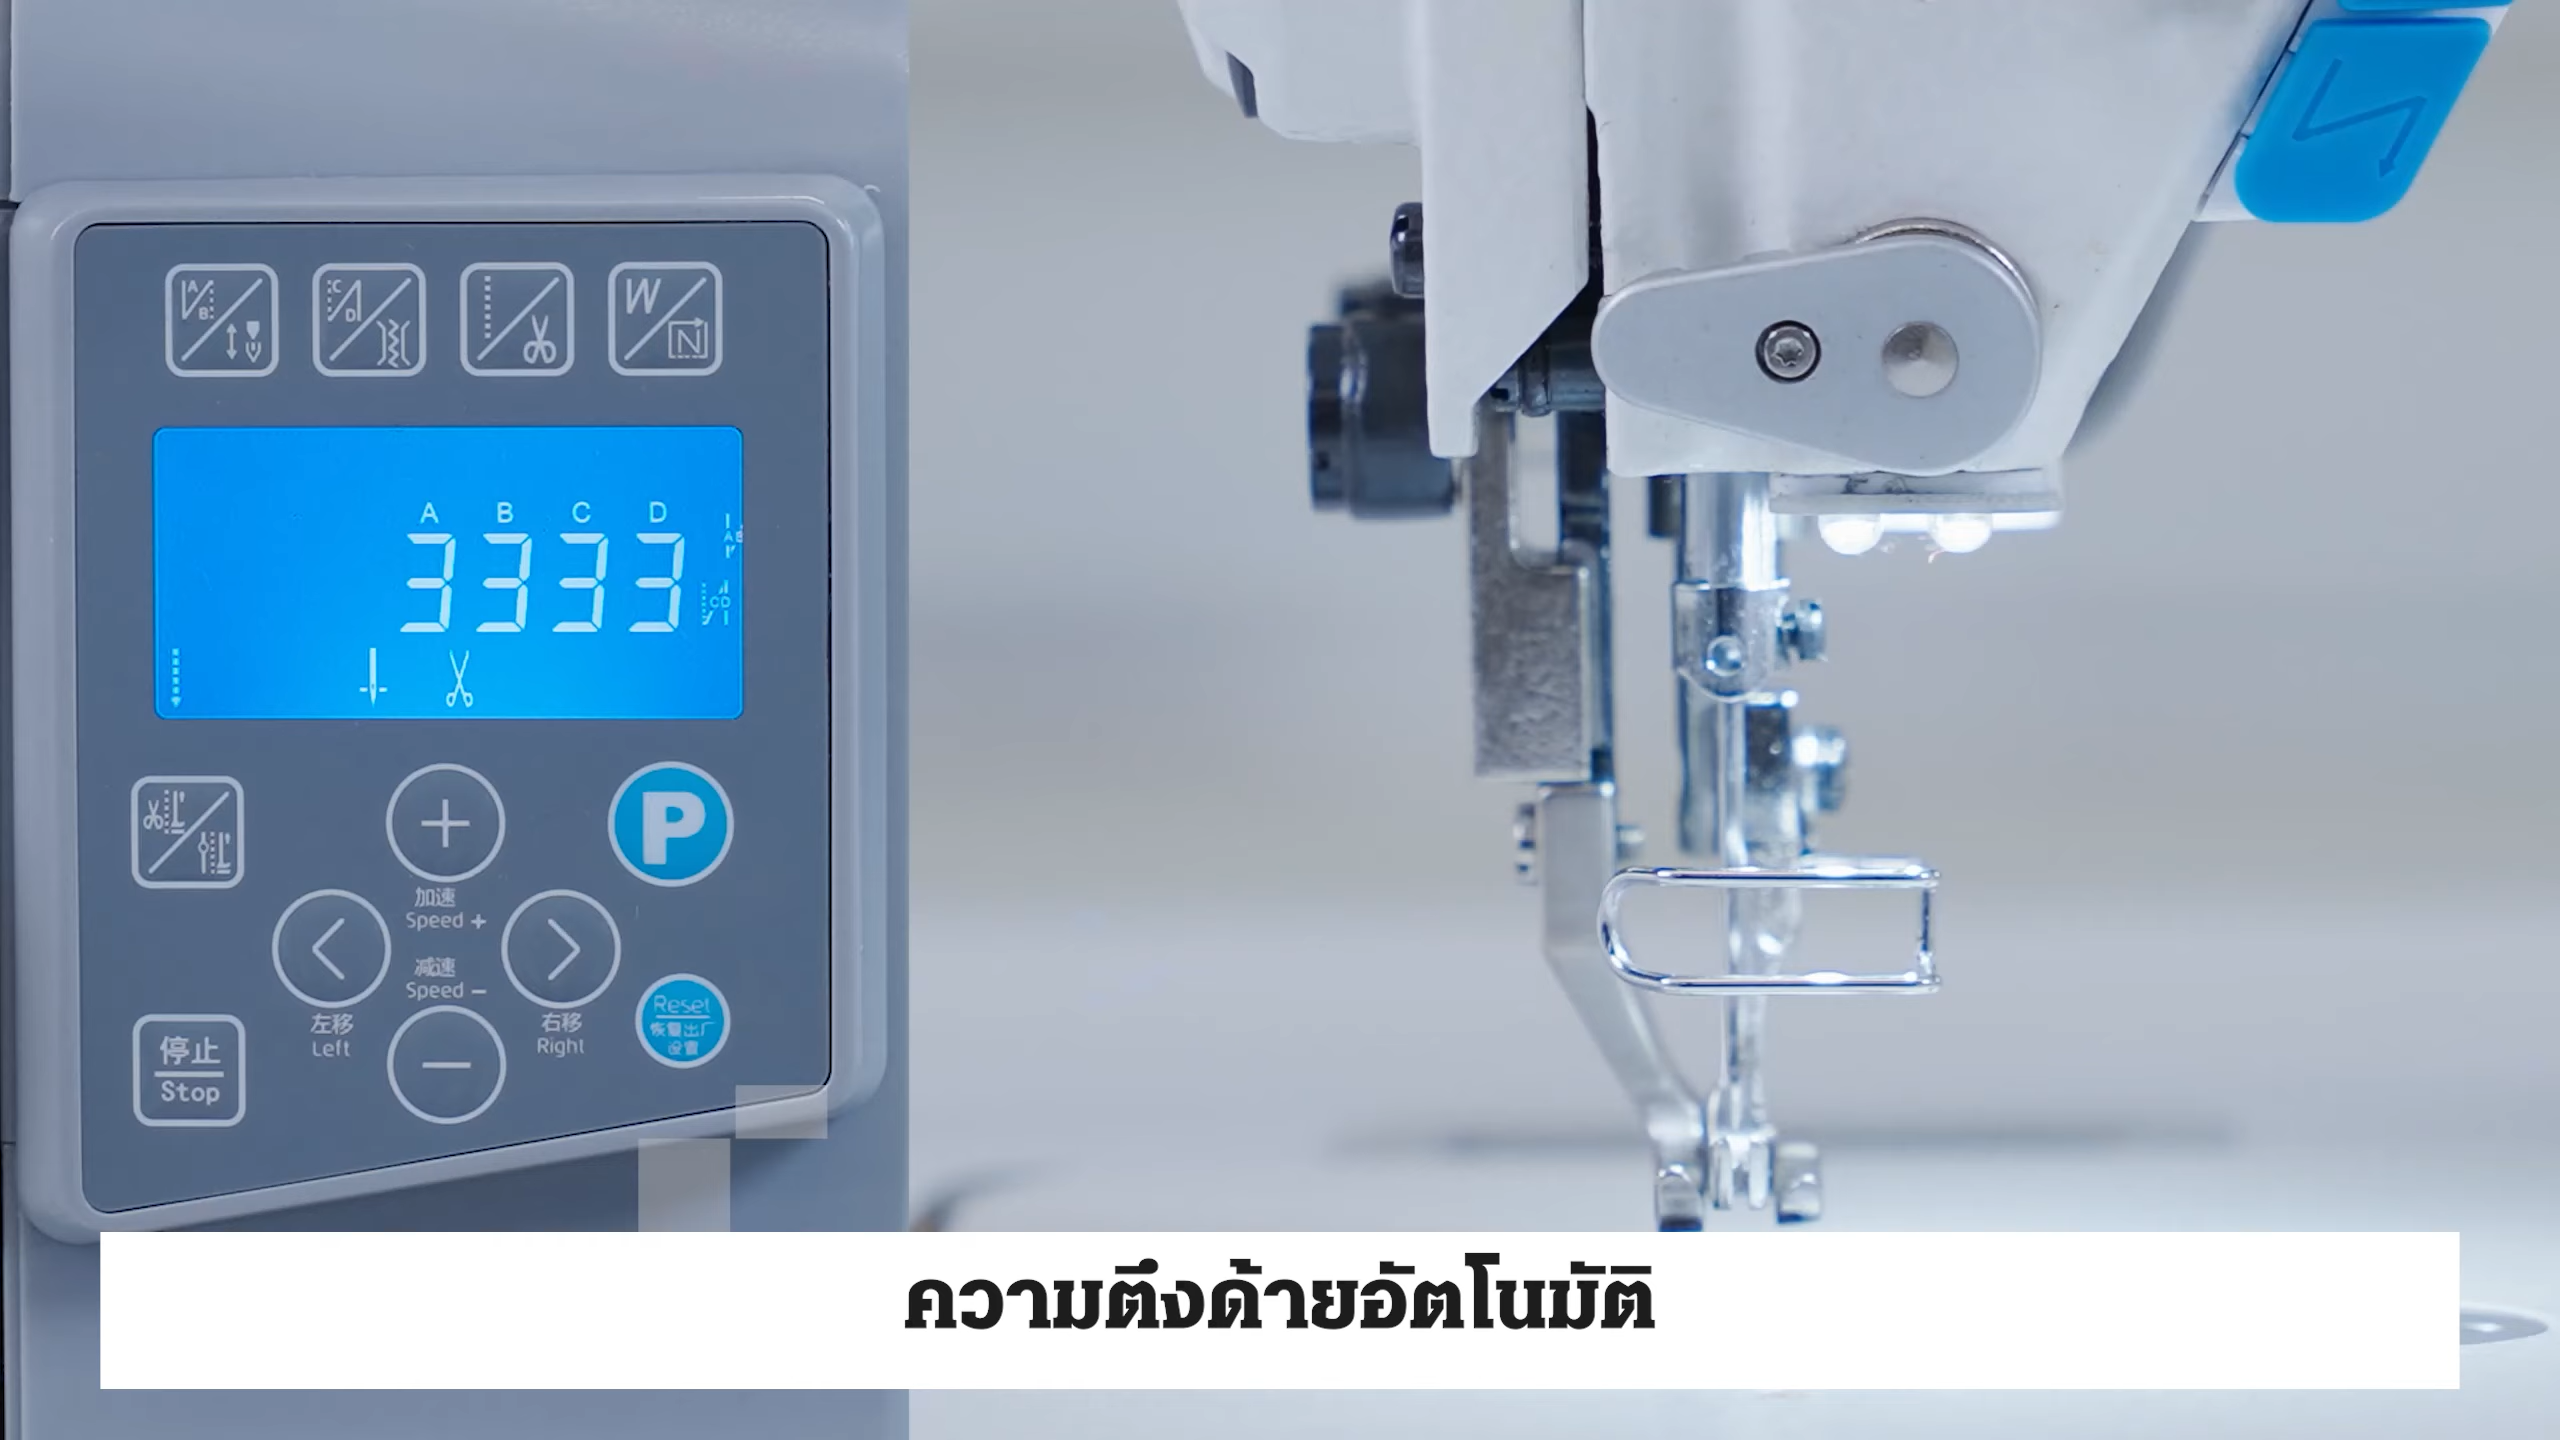 A
B
C
D
W
N
A B C D
3333
AB
CD
P
加速
Speed +
减速
Speed −
左移
Left
右移
Right
Reset
恢复出厂
设置
停止
Stop
ความตึงด้ายอัตโนมัติ